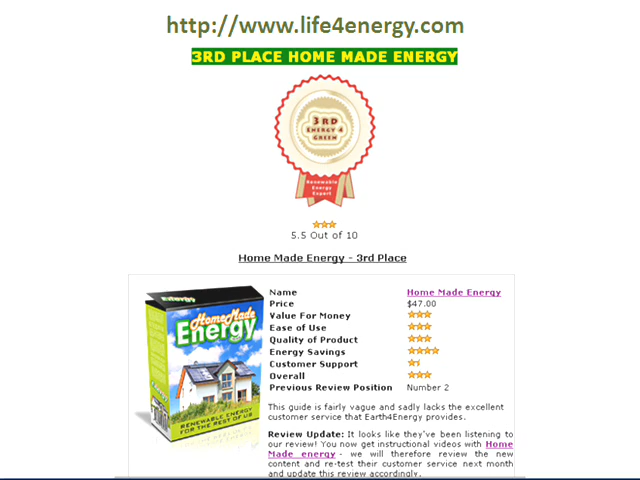 http://www.life4energy.com
3RD PLACE HOME MADE ENERGY
3 RD
ENERGY 4
GREEN
Renewable
Energy
Expert
5.5 Out of 10
Home Made Energy - 3rd Place
Energy
HomeMade
Energy
RENEWABLE ENERGY
FOR THE REST OF US
Name Home Made Energy
Price $47.00
Value For Money
Ease of Use
Quality of Product
Energy Savings
Customer Support
Overall
Previous Review Position Number 2
This guide is fairly vague and sadly lacks the excellent
customer service that Earth4Energy provides.
Review Update: It looks like they've been listening to
our review! You now get instructional videos with Home
Made energy - we will therefore review the new
content and re-test their customer service next month
and update this review accordingly.